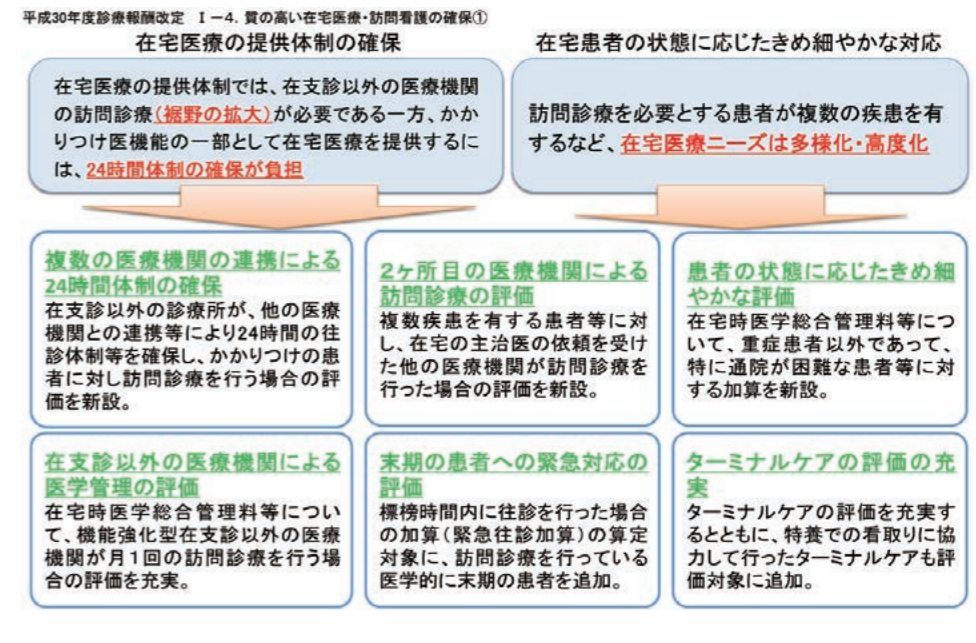 平成30年度診療報酬改定 Ⅰ－4．質の高い在宅医療・訪問看護の確保①
在宅医療の提供体制の確保
在宅医療の提供体制では、在支診以外の医療機関
の訪問診療(裾野の拡大)が必要である一方、かか
りつけ医機能の一部として在宅医療を提供するに
は、24時間体制の確保が負担
在宅患者の状態に応じたきめ細やかな対応
訪問診療を必要とする患者が複数の疾患を有
するなど、在宅医療ニーズは多様化・高度化
複数の医療機関の連携による
24時間体制の確保
在支診以外の診療所が、他の医療
機関との連携等により24時間の往
診体制等を確保し、かかりつけの患
者に対し訪問診療を行う場合の評
価を新設。
２ヶ所目の医療機関による
訪問診療の評価
複数疾患を有する患者等に対
し、在宅の主治医の依頼を受け
た他の医療機関が訪問診療を
行った場合の評価を新設。
患者の状態に応じたきめ細
やかな評価
在宅時医学総合管理料等につ
いて、重症患者以外であって、
特に通院が困難な患者等に対
する加算を新設。
在支診以外の医療機関による
医学管理の評価
在宅時医学総合管理料等につい
て、機能強化型在支診以外の医療
機関が月１回の訪問診療を行う場
合の評価を充実。
末期の患者への緊急対応の
評価
標榜時間内に往診を行った場合
の加算（緊急往診加算）の算定
対象に、訪問診療を行っている
医学的に末期の患者を追加。
ターミナルケアの評価の充
実
ターミナルケアの評価を充実す
るとともに、特養での看取りに協
力して行ったターミナルケアも評
価対象に追加。